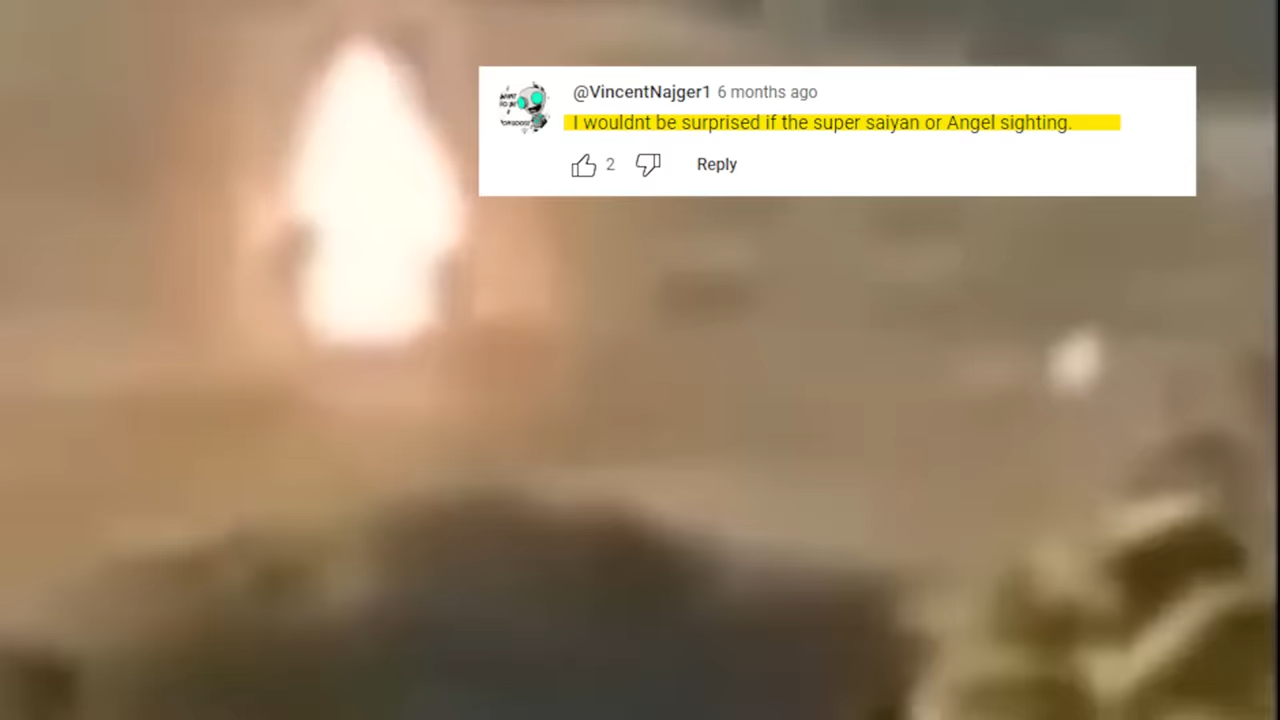 @VincentNajger1 6 months ago
I wouldnt be surprised if the super saiyan or Angel sighting.
2 Reply